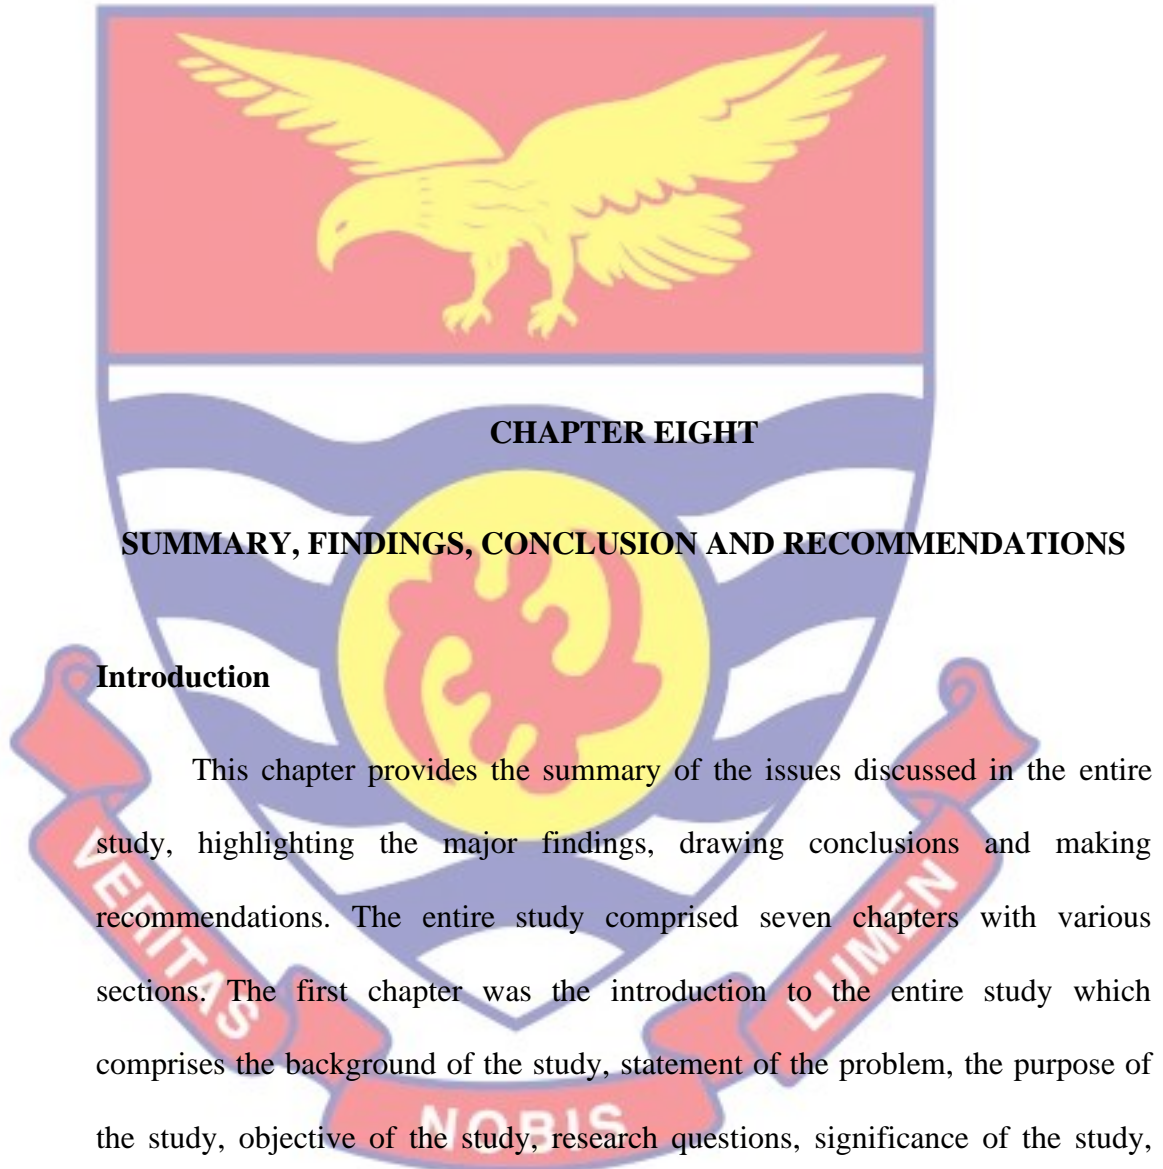 CHAPTER EIGHT
SUMMARY, FINDINGS, CONCLUSION AND RECOMMENDATIONS
Introduction
This chapter provides the summary of the issues discussed in the entire
study, highlighting the major findings, drawing conclusions and making
recommendations. The entire study comprised seven chapters with various
sections. The first chapter was the introduction to the entire study which
comprises the background of the study, statement of the problem, the purpose of
the study, objective of the study, research questions, significance of the study,
VERITAS
NOBIS
LUMEN